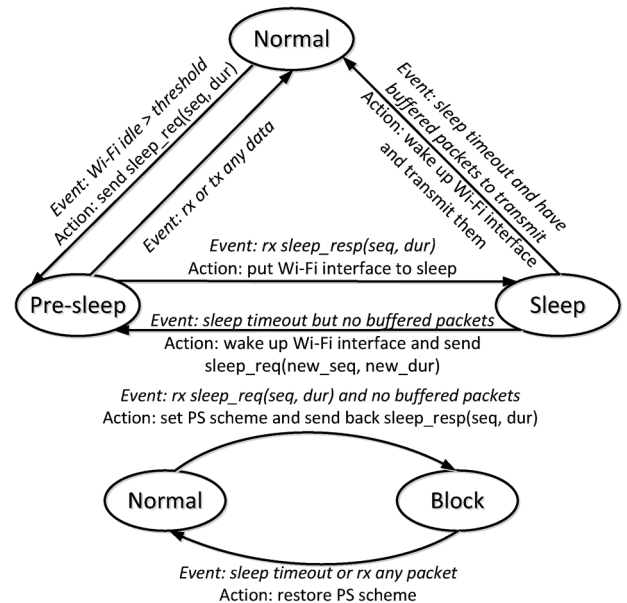 Normal
Event: Wi-Fi idle > threshold
Action: send sleep_req(seq, dur)
Event: rx or tx any data
Event: sleep timeout and have
buffered packets to transmit
Action: wake up Wi-Fi interface
and transmit them
Event: rx sleep_resp(seq, dur)
Action: put Wi-Fi interface to sleep
Pre-sleep
Sleep
Event: sleep timeout but no buffered packets
Action: wake up Wi-Fi interface and send
sleep_req(new_seq, new_dur)
Event: rx sleep_req(seq, dur) and no buffered packets
Action: set PS scheme and send back sleep_resp(seq, dur)
Normal
Block
Event: sleep timeout or rx any packet
Action: restore PS scheme